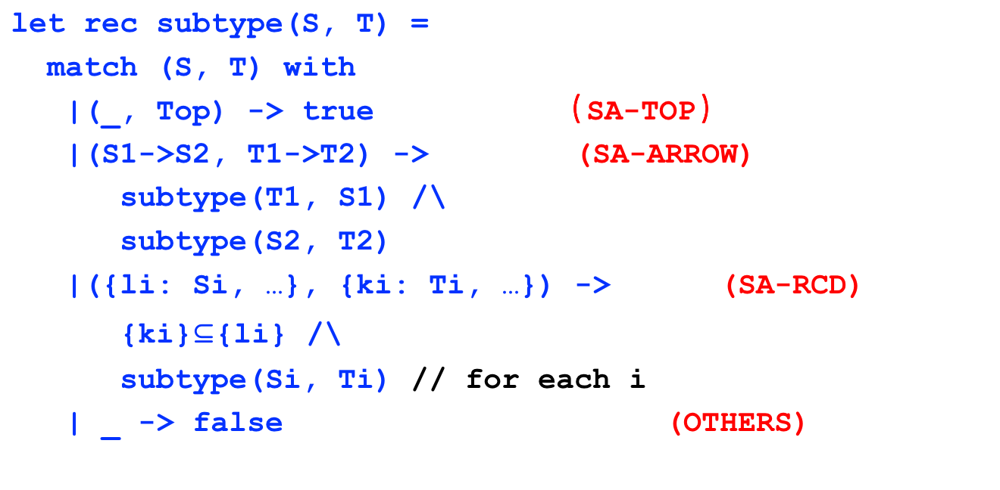 let rec subtype(S, T) =
match (S, T) with
|(_, Top) -> true (SA-TOP)
|(S1->S2, T1->T2) -> (SA-ARROW)
subtype(T1, S1) /\
subtype(S2, T2)
|({li: Si, …}, {ki: Ti, …}) -> (SA-RCD)
{ki}⊆{li} /\
subtype(Si, Ti) // for each i
| _ -> false (OTHERS)